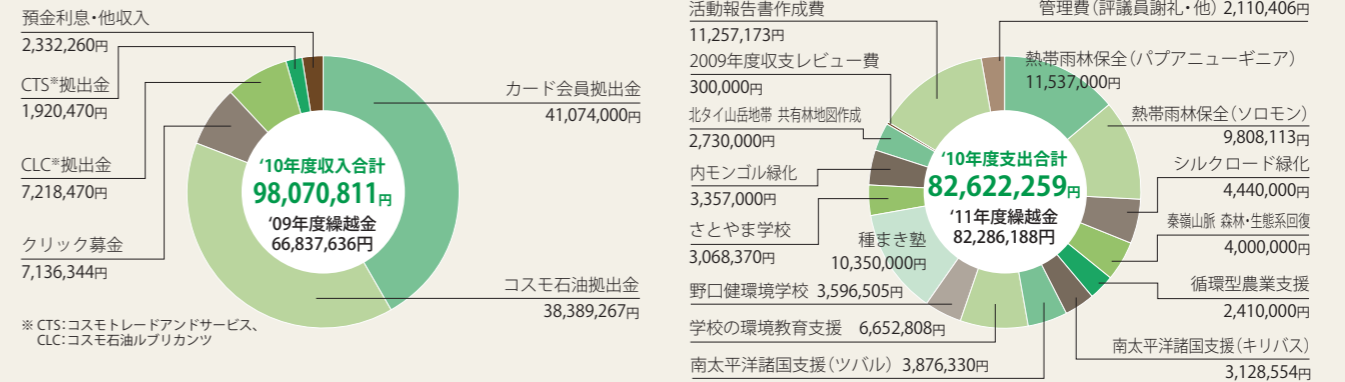 預金利息・他収入
2,332,260円
CTS※拠出金
1,920,470円
CLC※拠出金
7,218,470円
クリック募金
7,136,344円
※ CTS：コスモトレードアンドサービス、
CLC：コスモ石油ルブリカンツ
カード会員拠出金
41,074,000円
コスモ石油拠出金
38,389,267円
‘10年度収入合計
98,070,811円
‘09年度繰越金
66,837,636円
活動報告書作成費
11,257,173円
2009年度収支レビュー費
300,000円
北タイ山岳地帯 共有林地図作成
2,730,000円
内モンゴル緑化
3,357,000円
さとやま学校
3,068,370円
種まき塾
10,350,000円
野口健環境学校 3,596,505円
学校の環境教育支援 6,652,808円
南太平洋諸国支援（ツバル） 3,876,330円
‘10年度支出合計
82,622,259円
‘11年度繰越金
82,286,188円
管理費（評議員謝礼・他） 2,110,406円
熱帯雨林保全（パプアニューギニア）
11,537,000円
熱帯雨林保全（ソロモン）
9,808,113円
シルクロード緑化
4,440,000円
秦嶺山脈 森林・生態系回復
4,000,000円
循環型農業支援
2,410,000円
南太平洋諸国支援（キリバス）
3,128,554円